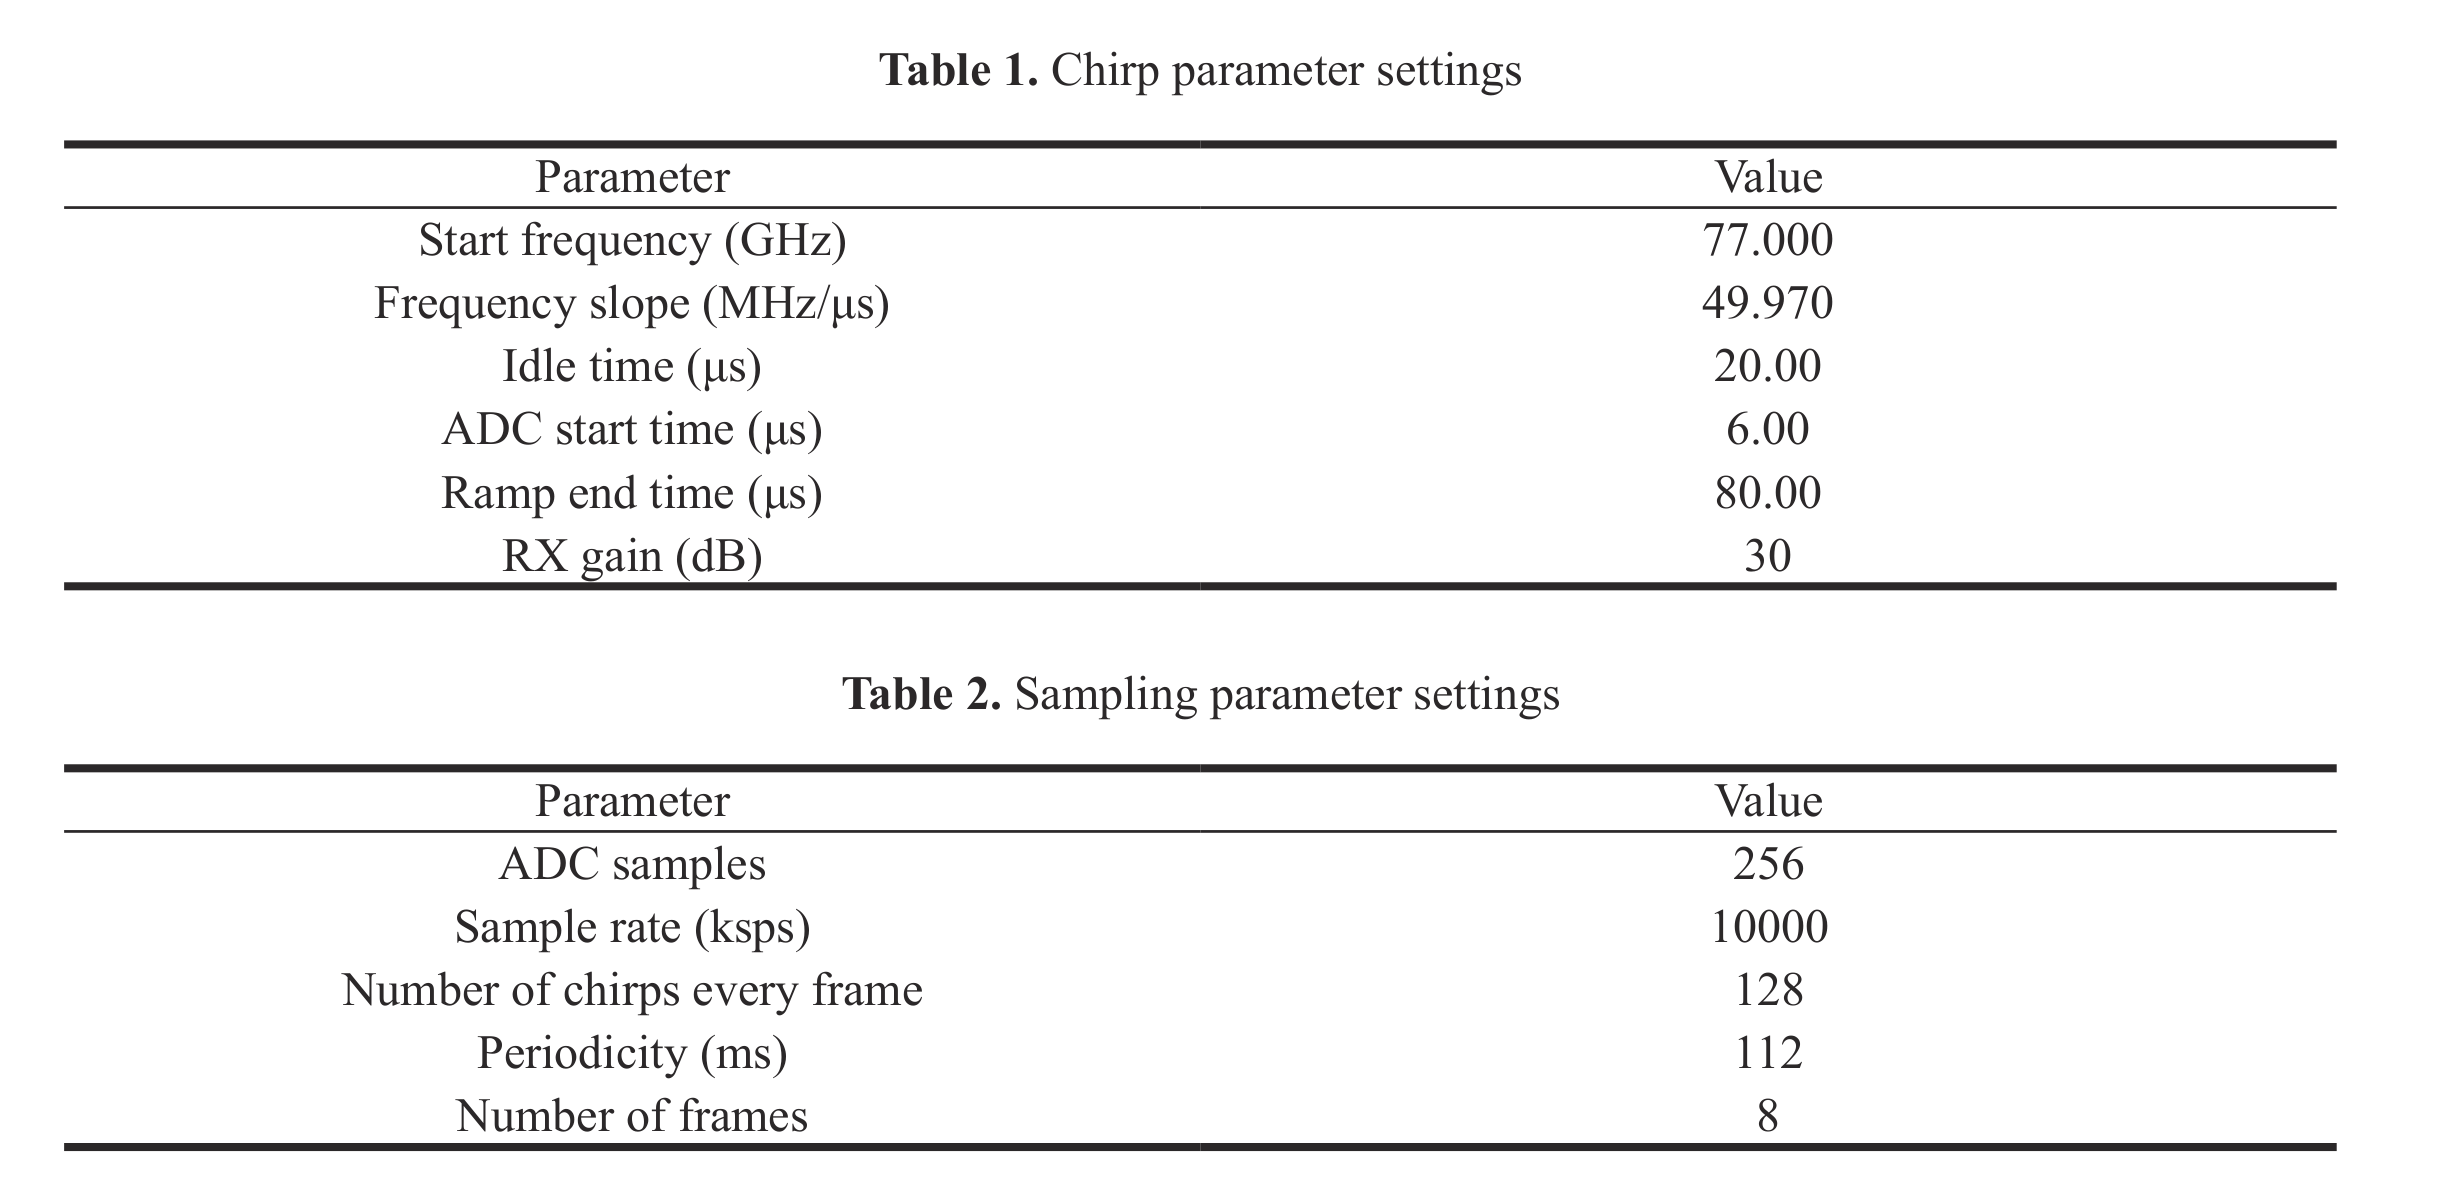 Table 1. Chirp parameter settings
Parameter Value
Start frequency (GHz) 77.000
Frequency slope (MHz/μs) 49.970
Idle time (μs) 20.00
ADC start time (μs) 6.00
Ramp end time (μs) 80.00
RX gain (dB) 30
Table 2. Sampling parameter settings
Parameter Value
ADC samples 256
Sample rate (ksps) 10000
Number of chirps every frame 128
Periodicity (ms) 112
Number of frames 8